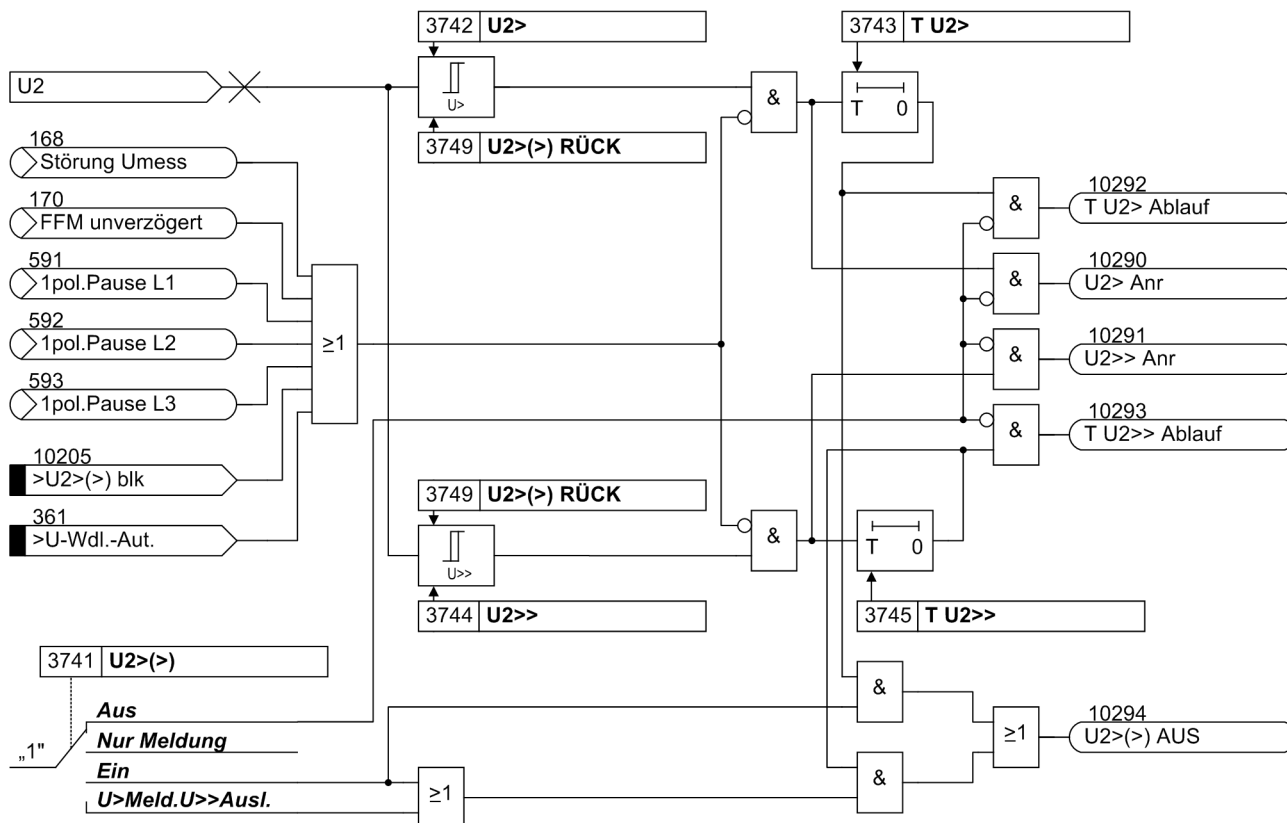 3742 U2>
3743 T U2>
U2
U>
&
T 0
3749 U2>(>) RÜCK
168
Störung Umess
170
FFM unverzögert
591
1pol.Pause L1
592
1pol.Pause L2
593
1pol.Pause L3
≥1
10205
>U2>(>) blk
361
>U-Wdl.-Aut.
&
10292
T U2> Ablauf
&
10290
U2> Anr
&
10291
U2>> Anr
&
10293
T U2>> Ablauf
3749 U2>(>) RÜCK
U>>
&
T 0
3744 U2>>
3745 T U2>>
3741 U2>(>)
„1"
Aus
Nur Meldung
Ein
U>Meld.U>>Ausl.
≥1
&
&
≥1
10294
U2>(>) AUS